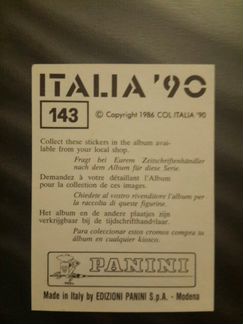 ITALIA '90
143
© Copyright 1986 COL ITALIA '90
Collect these stickers in the album avai-
lable from your local shop.
Fragt bei Eurem Zeitschriftenhändler
nach dem Album für diese Serie.
Demandez à votre détaillant l'Album
pour la collection de ces images.
Chiedete al vostro rivenditore l'album per
la raccolta di queste figurine.
Het album en de andere plaatjes zijn
verkrijgbaar bij de tijdschrifthandlaar.
Para coleccionar estos cromos compra tu
álbum en cualquier kiosco.
PANINI
Made in Italy by EDIZIONI PANINI S.p.A. - Modena